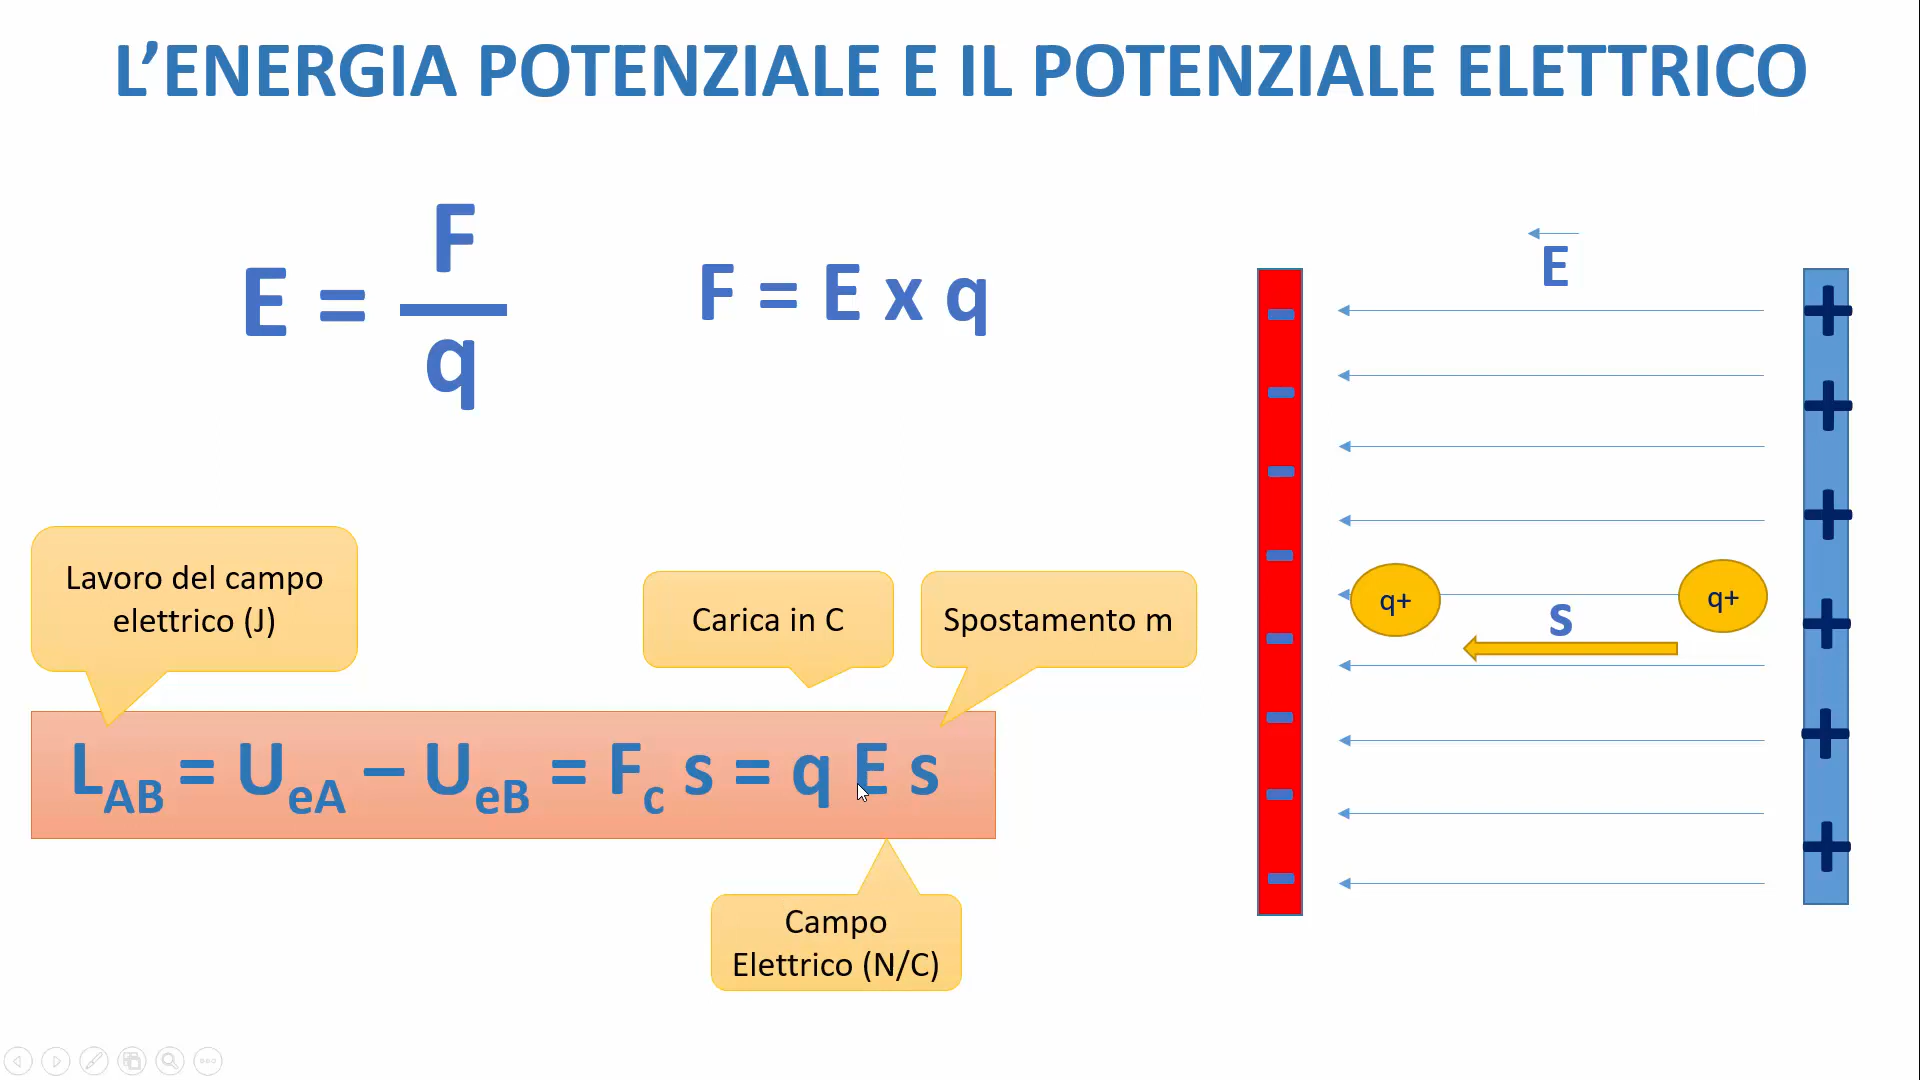 L’ENERGIA POTENZIALE E IL POTENZIALE ELETTRICO
E = F/q
F = E x q
E
Lavoro del campo
elettrico (J)
Carica in C
Spostamento m
q+
s
q+
L_AB = U_eA – U_eB = F_c s = q E s
Campo
Elettrico (N/C)